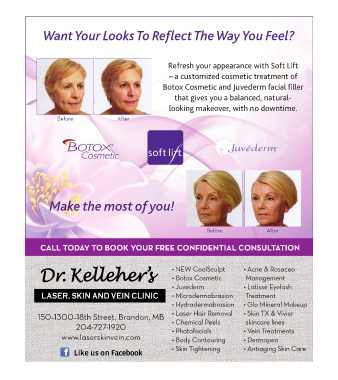 Want Your Looks To Reflect The Way You Feel?
Refresh your appearance with Soft Lift
– a customized cosmetic treatment of
Botox Cosmetic and Juvederm facial filler
that gives you a balanced, natural-
looking makeover, with no downtime.
Before After
BOTOX®
Cosmetic
soft lift
Juvéderm
Make the most of you!
Before After
CALL TODAY TO BOOK YOUR FREE CONFIDENTIAL CONSULTATION
Dr. Kelleher's
LASER, SKIN AND VEIN CLINIC
150-1300-18th Street, Brandon, MB
204-727-1920
www.laserskinvein.com
Like us on Facebook
• NEW CoolSculpt
• Botox Cosmetic
• Juvederm
• Microdermabrasion
• Hydradermabrasion
• Laser Hair Removal
• Chemical Peels
• Photofacials
• Body Contouring
• Skin Tightening
• Acne & Rosacea
Management
• Latisse Eyelash
Treatment
• Glo Mineral Makeup
• Skin TX & Vivier
skincare lines
• Vein Treatments
• Dermapen
• Antiaging Skin Care